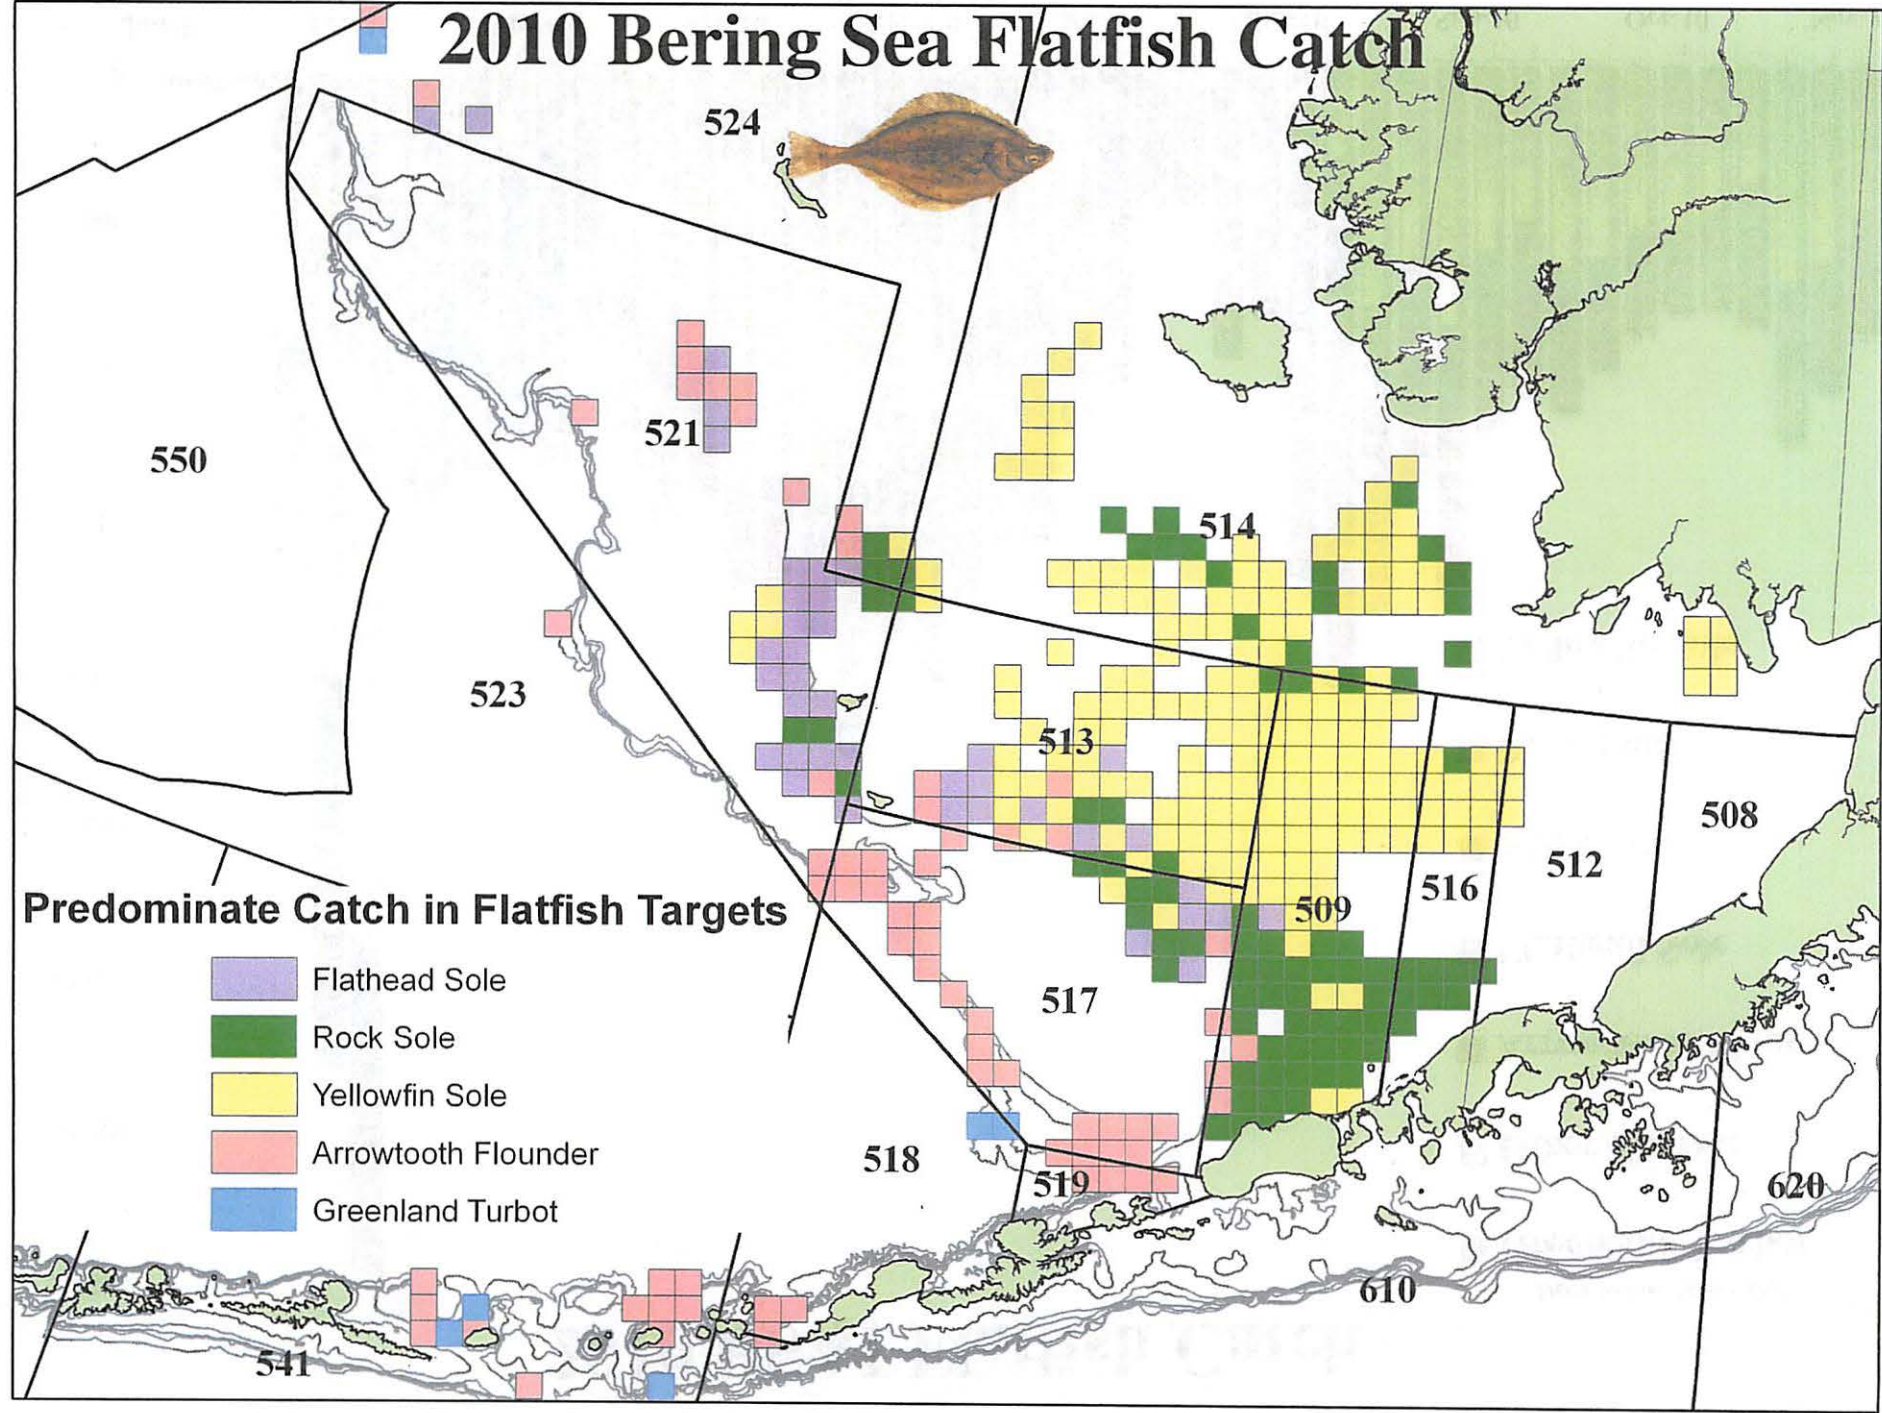 2010 Bering Sea Flatfish Catch
524
521
550
514
523
513
508
512
516
509
517
518
519
620
610
541
Predominate Catch in Flatfish Targets
Flathead Sole
Rock Sole
Yellowfin Sole
Arrowtooth Flounder
Greenland Turbot